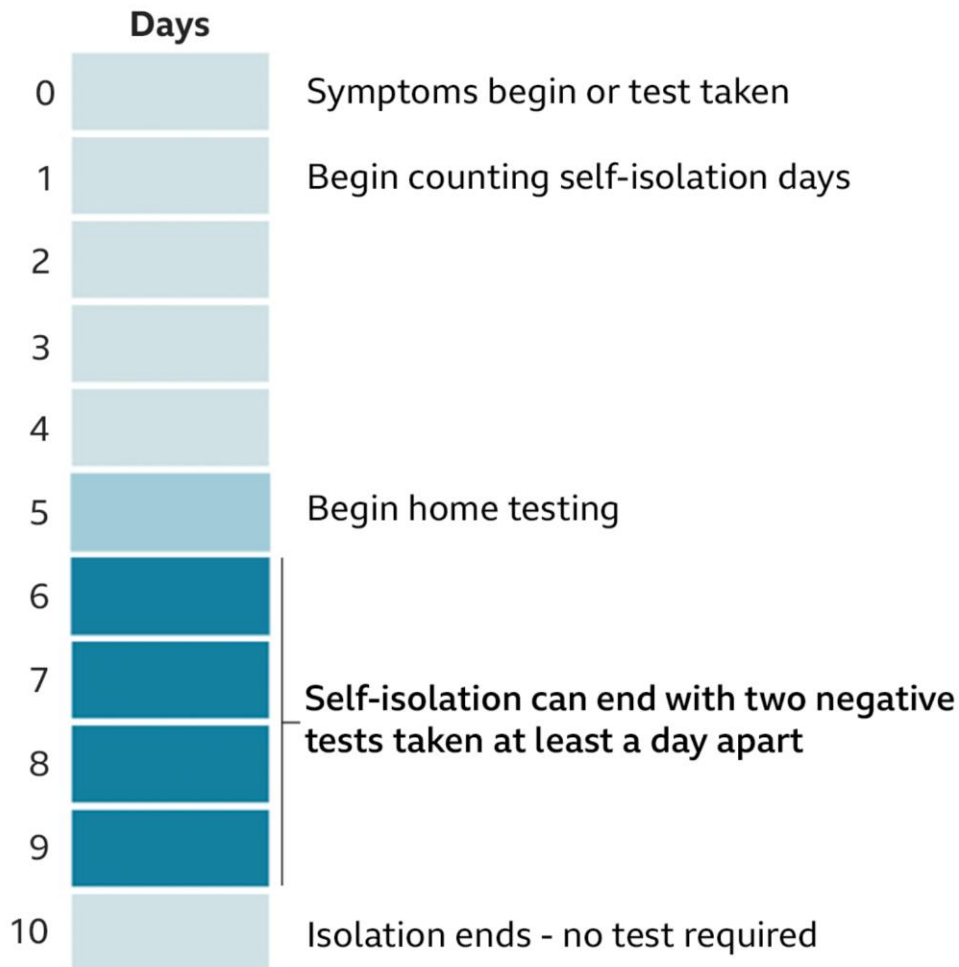 Days
0 Symptoms begin or test taken
1 Begin counting self-isolation days
2
3
4
5 Begin home testing
6
7
Self-isolation can end with two negative
tests taken at least a day apart
8
9
10 Isolation ends - no test required